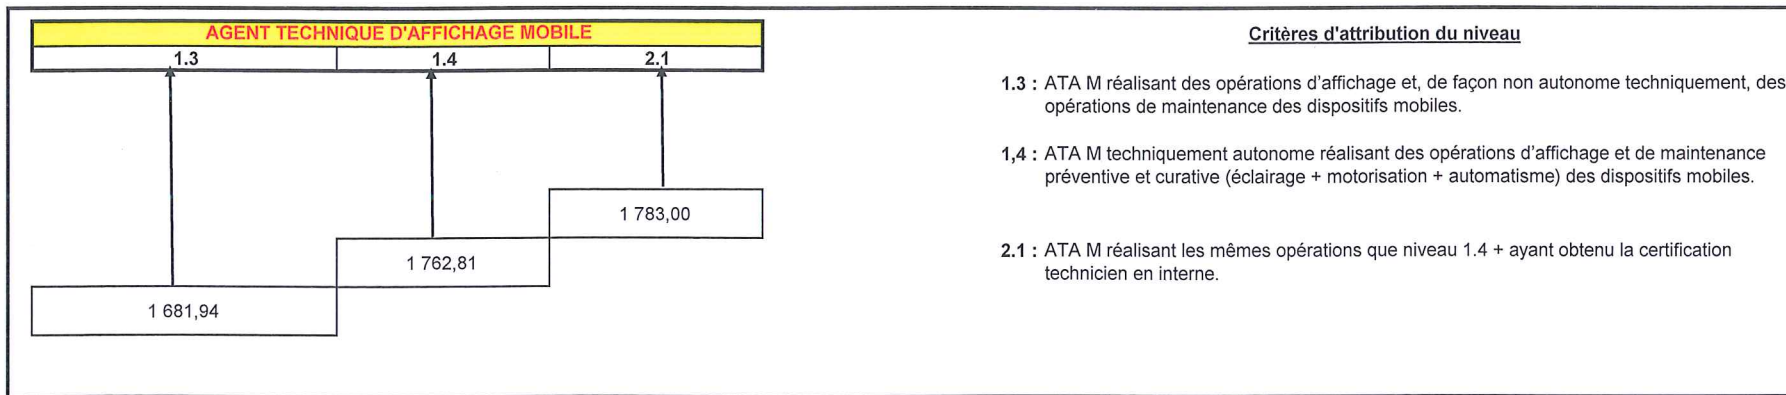 AGENT TECHNIQUE D'AFFICHAGE MOBILE
1.3 1.4 2.1
1 783,00
1 762,81
1 681,94
Critères d'attribution du niveau
1.3 : ATA M réalisant des opérations d'affichage et, de façon non autonome techniquement, des
opérations de maintenance des dispositifs mobiles.
1,4 : ATA M techniquement autonome réalisant des opérations d'affichage et de maintenance
préventive et curative (éclairage + motorisation + automatisme) des dispositifs mobiles.
2.1 : ATA M réalisant les mêmes opérations que niveau 1.4 + ayant obtenu la certification
technicien en interne.